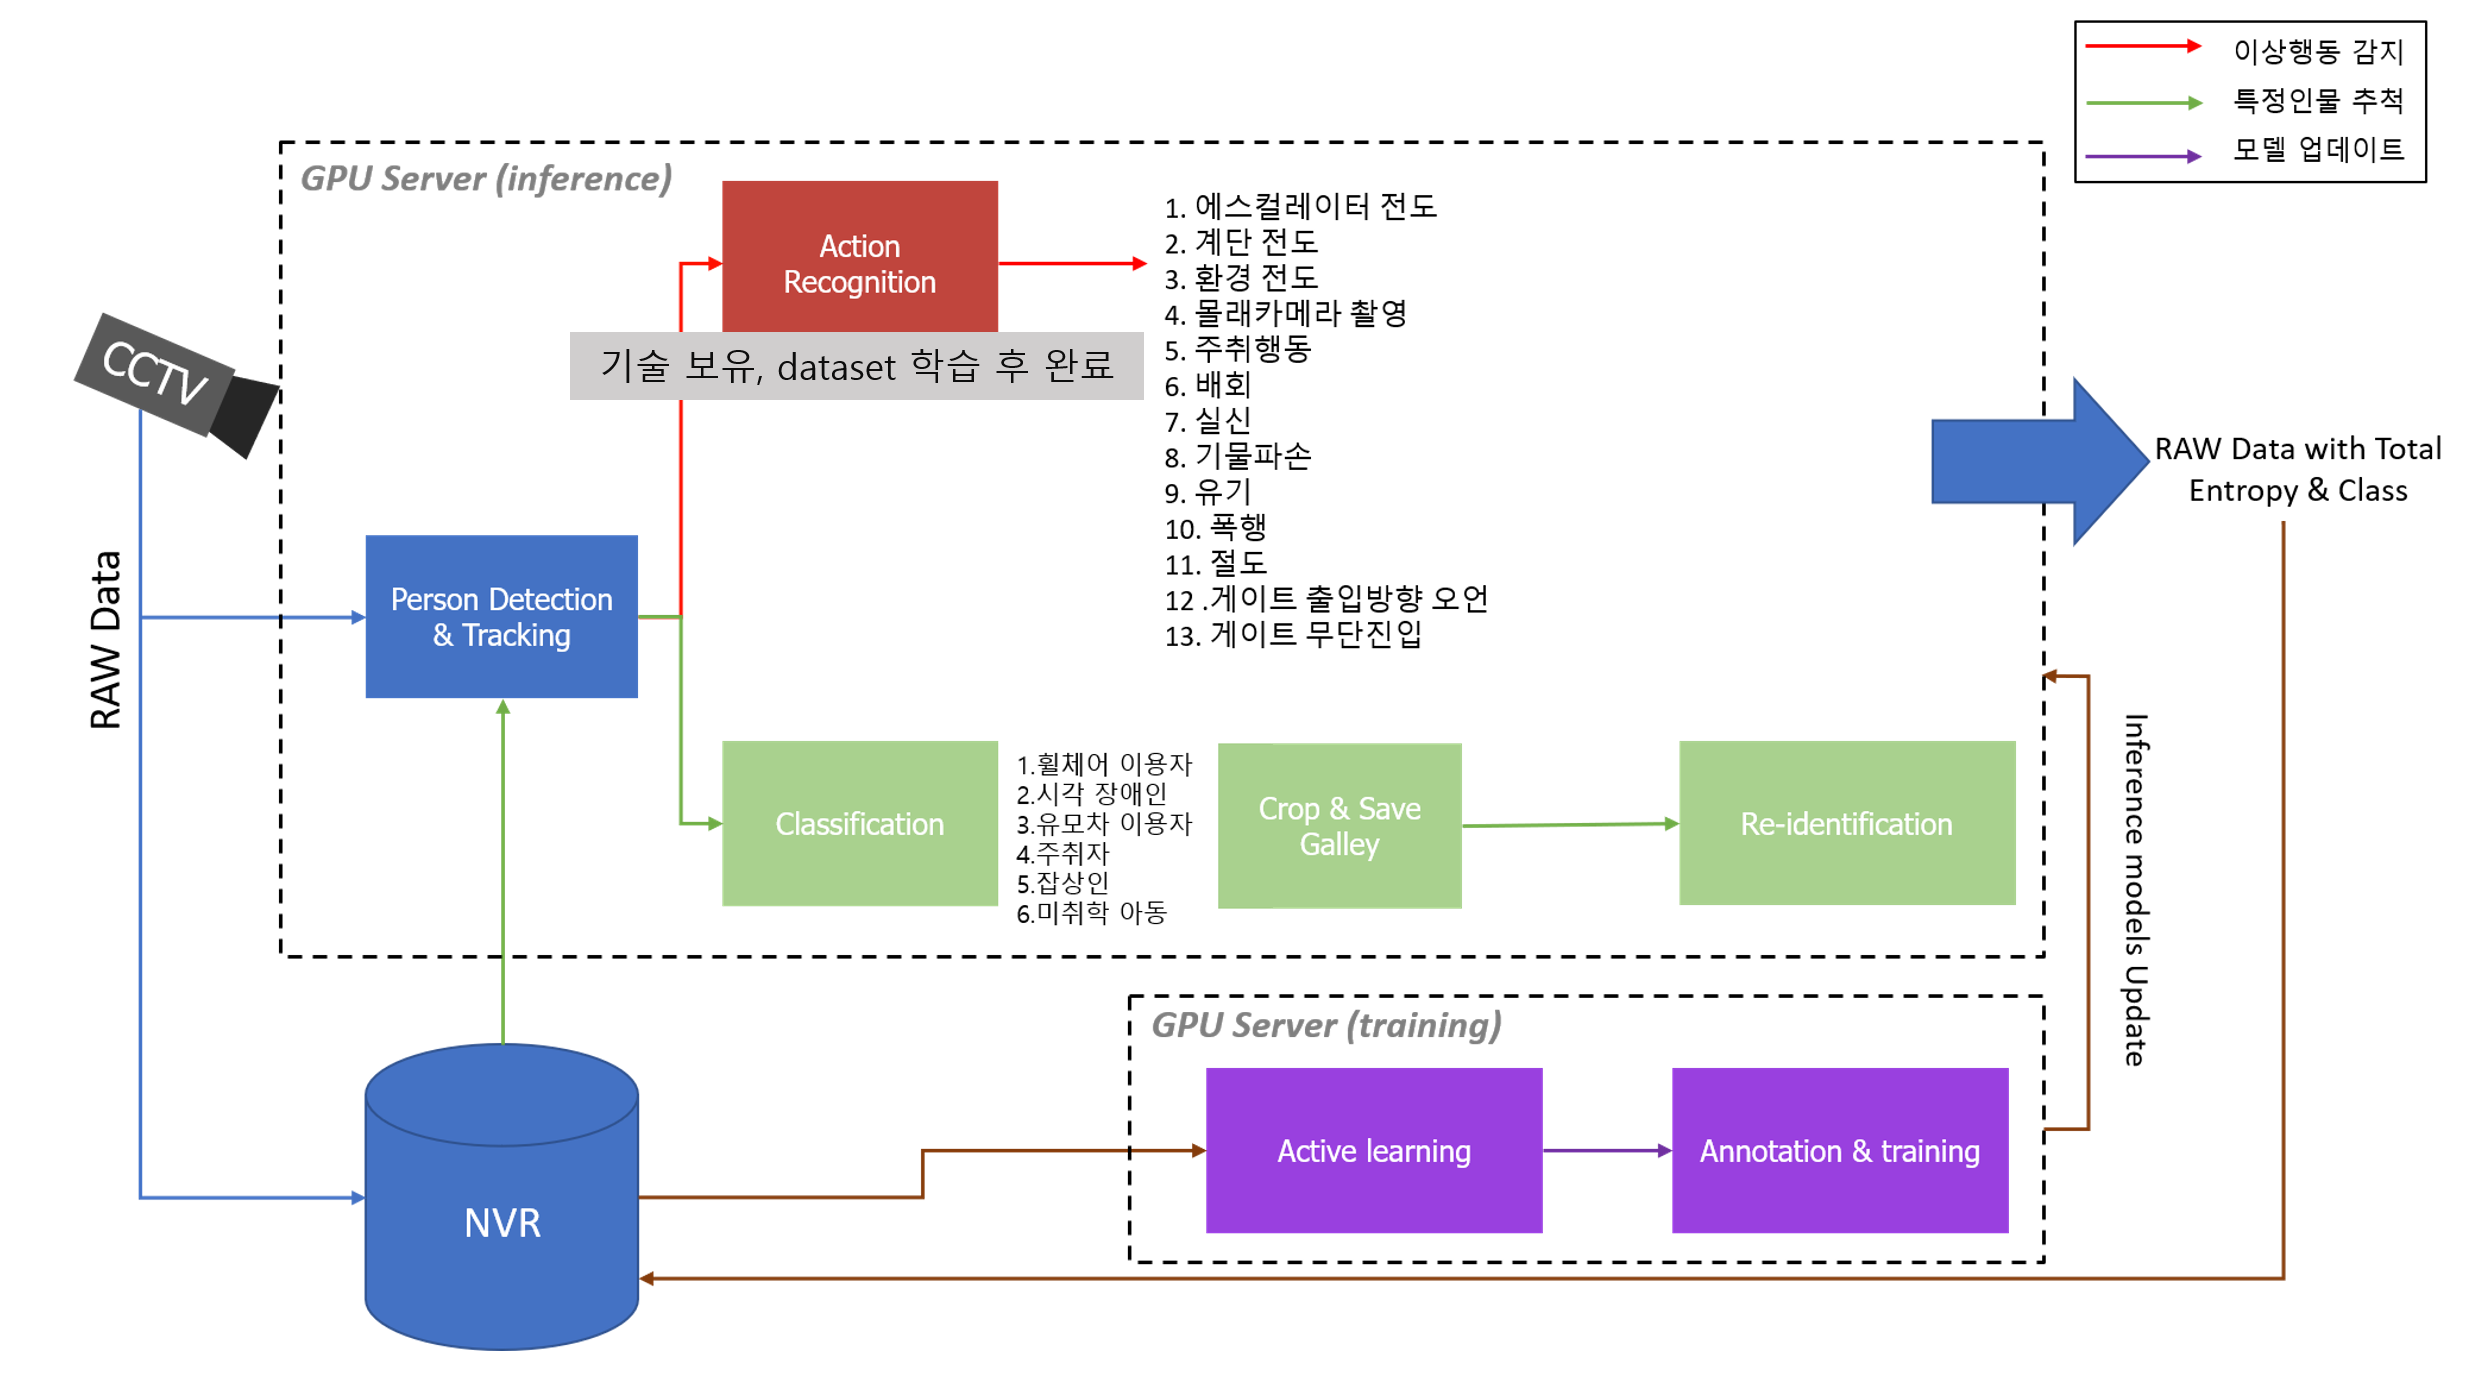 이상행동 감지
특정인물 추척
모델 업데이트
GPU Server (inference)
Action
Recognition
기술 보유, dataset 학습 후 완료
1. 에스컬레이터 전도
2. 계단 전도
3. 환경 전도
4. 몰래카메라 촬영
5. 주취행동
6. 배회
7. 실신
8. 기물파손
9. 유기
10. 폭행
11. 절도
12 .게이트 출입방향 오언
13. 게이트 무단진입
CCTV
RAW Data
Person Detection
& Tracking
RAW Data with Total
Entropy & Class
Classification
1.휠체어 이용자
2.시각 장애인
3.유모차 이용자
4.주취자
5.잡상인
6.미취학 아동
Crop & Save
Galley
Re-identification
Inference models Update
GPU Server (training)
Active learning
Annotation & training
NVR